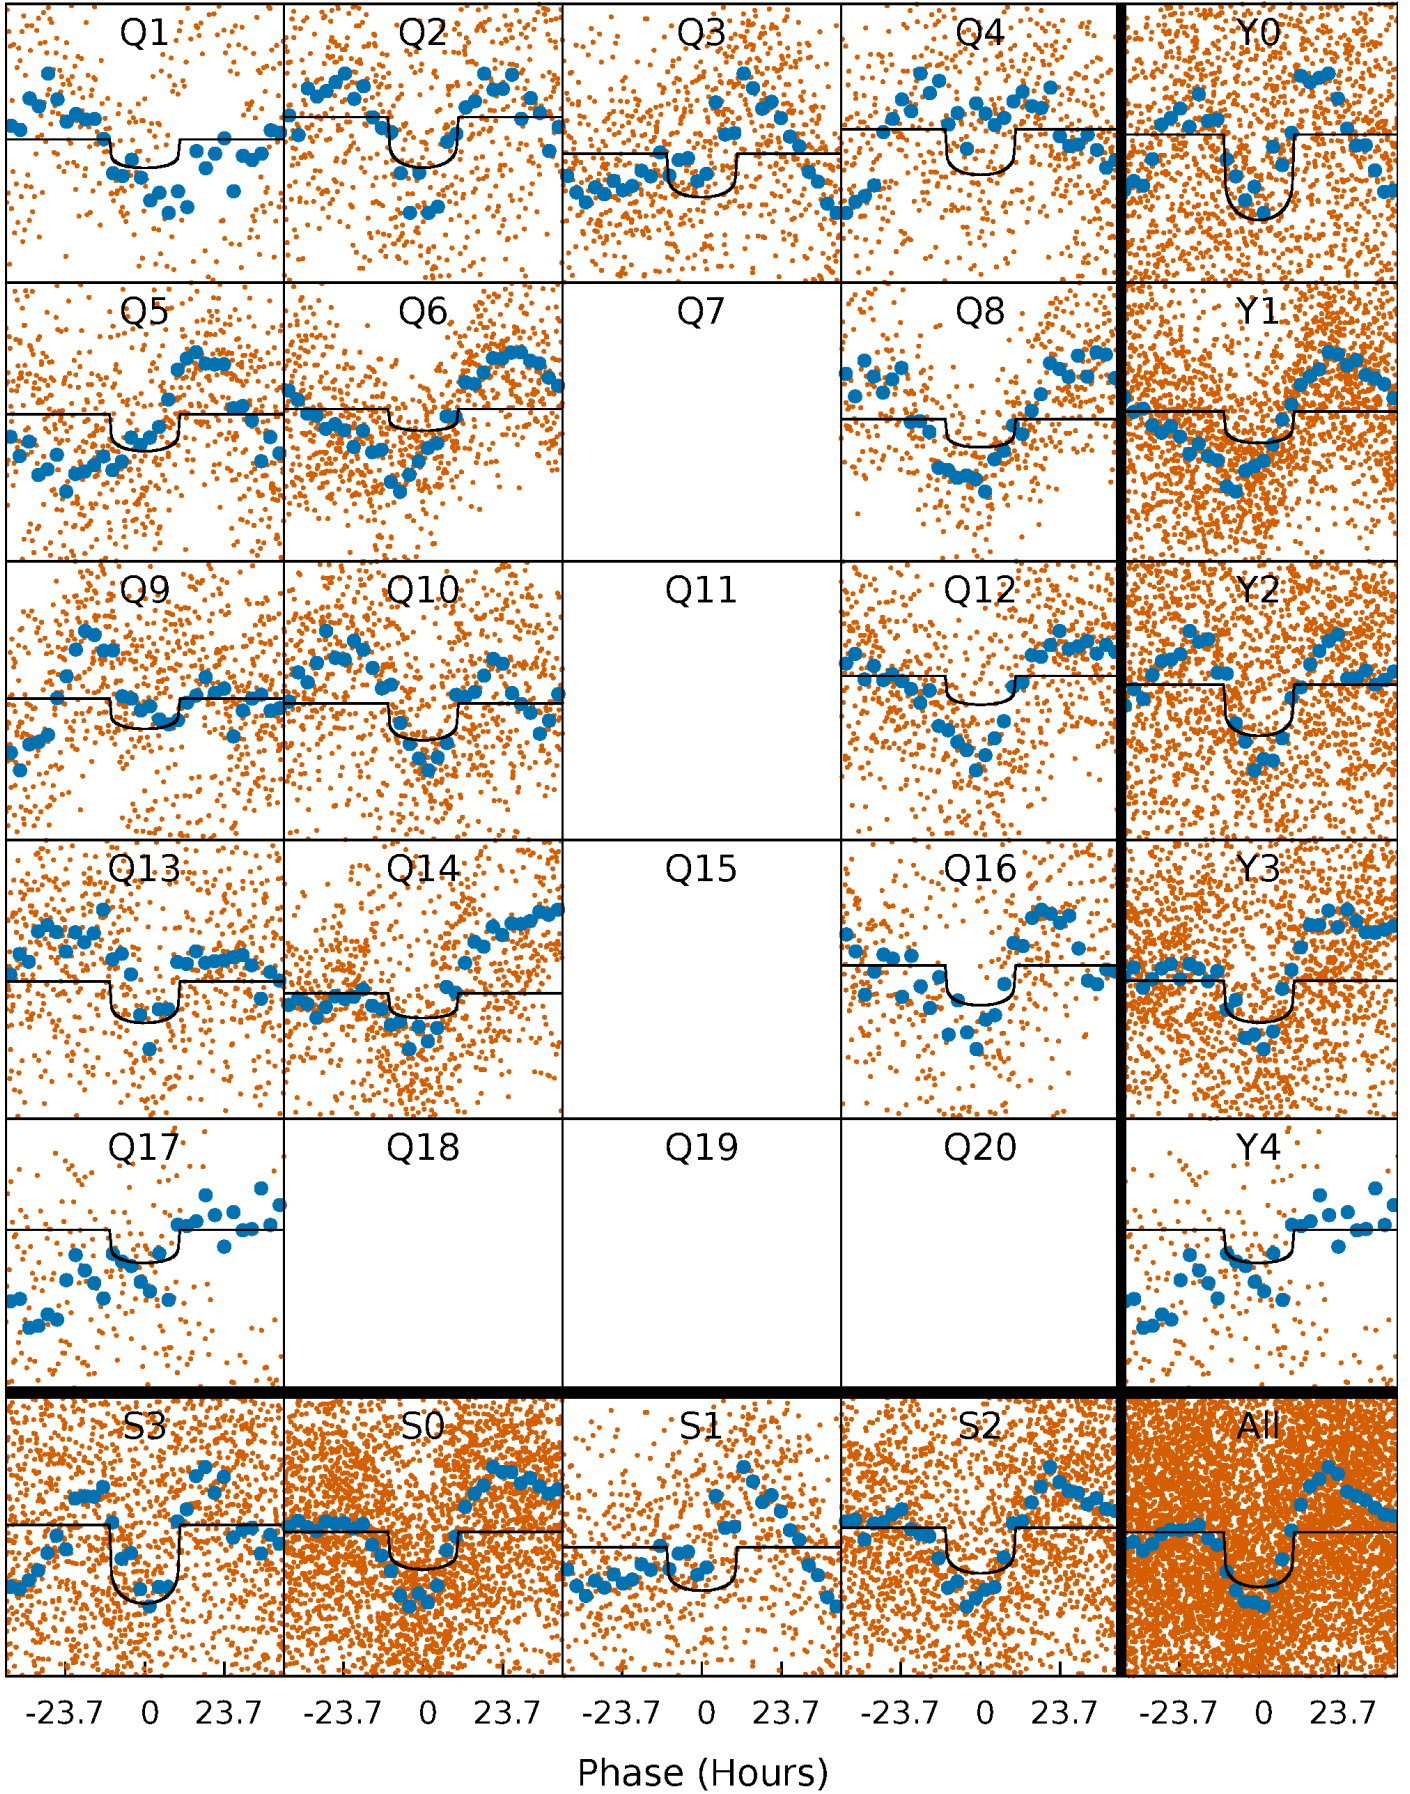 Q1 Q2 Q3 Q4 Y0
Q5 Q6 Q7 Q8 Y1
Q9 Q10 Q11 Q12 Y2
Q13 Q14 Q15 Q16 Y3
Q17 Q18 Q19 Q20 Y4
S3 S0 S1 S2 All
-23.7 0 23.7 -23.7 0 23.7 -23.7 0 23.7 -23.7 0 23.7 -23.7 0 23.7
Phase (Hours)